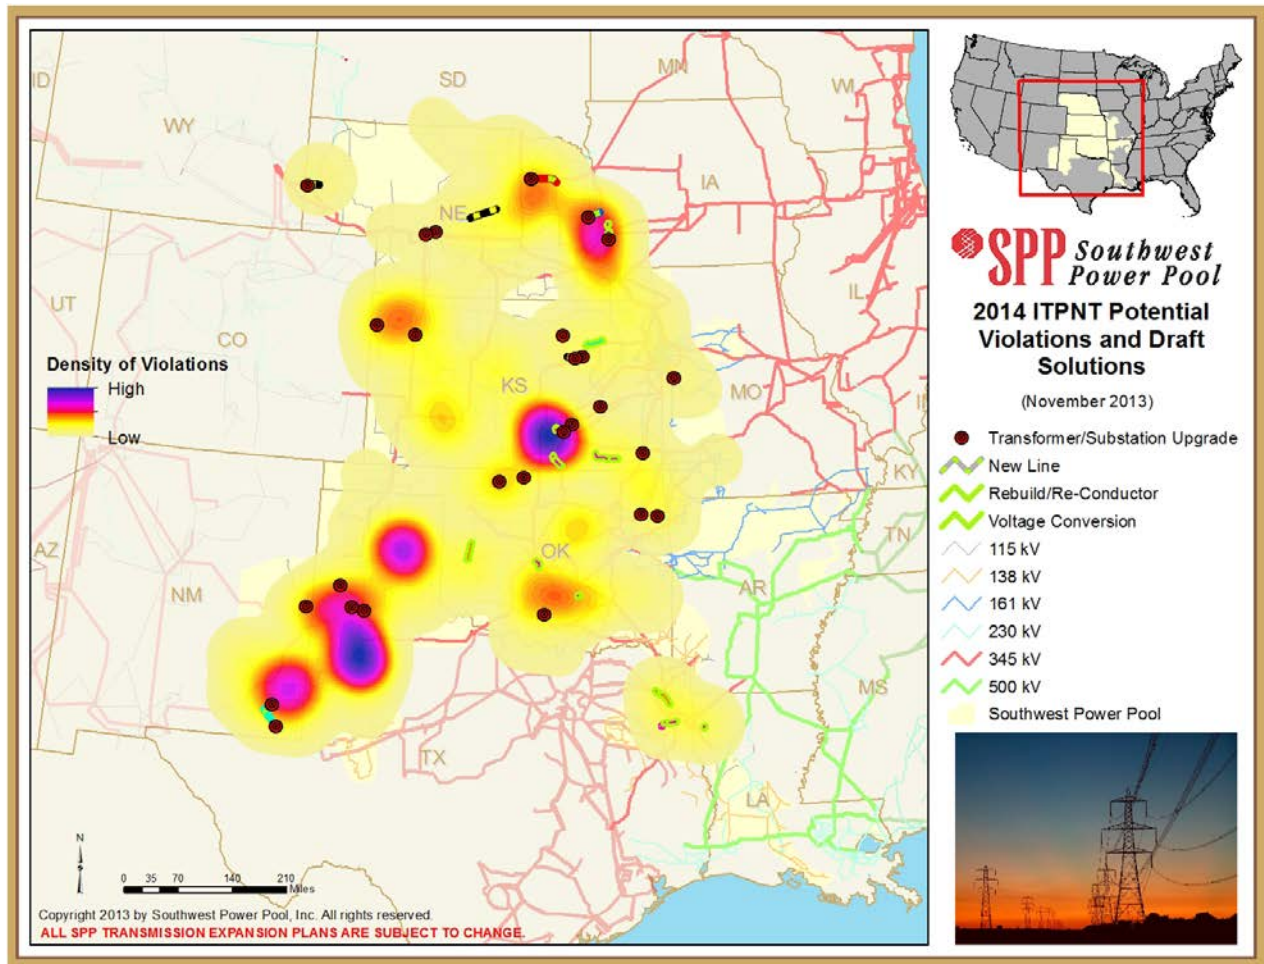 SD
MN
WI
ID
WY
IA
NE
UT
CO
IL
KS
MO
KY
TN
AZ
NM
OK
AR
MS
TX
LA
Density of Violations
High
Low
N
0 35 70 140 210
Miles
Copyright 2013 by Southwest Power Pool, Inc. All rights reserved.
ALL SPP TRANSMISSION EXPANSION PLANS ARE SUBJECT TO CHANGE.
SPP Southwest
Power Pool
2014 ITPNT Potential
Violations and Draft
Solutions
(November 2013)
Transformer/Substation Upgrade
New Line
Rebuild/Re-Conductor
Voltage Conversion
115 kV
138 kV
161 kV
230 kV
345 kV
500 kV
Southwest Power Pool